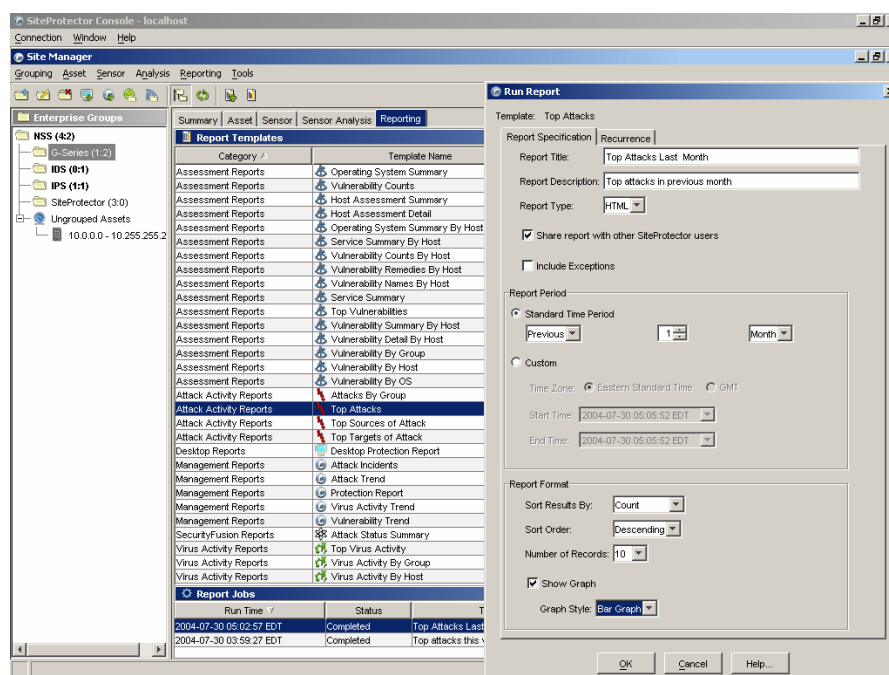 SiteProtector Console - localhost
Connection Window Help
Site Manager
Grouping Asset Sensor Analysis Reporting Tools
Enterprise Groups
NSS (4:2)
G-Series (1:2)
IDS (0:1)
IPS (1:1)
SiteProtector (3:0)
Ungrouped Assets
10.0.0.0 - 10.255.255.2
Summary Asset Sensor Sensor Analysis Reporting
Report Templates
Category Template Name
Assessment Reports Operating System Summary
Assessment Reports Vulnerability Counts
Assessment Reports Host Assessment Summary
Assessment Reports Host Assessment Detail
Assessment Reports Operating System Summary By Host
Assessment Reports Service Summary By Host
Assessment Reports Vulnerability Counts By Host
Assessment Reports Vulnerability Remedies By Host
Assessment Reports Vulnerability Names By Host
Assessment Reports Service Summary
Assessment Reports Top Vulnerabilities
Assessment Reports Vulnerability Summary By Host
Assessment Reports Vulnerability Detail By Host
Assessment Reports Vulnerability By Group
Assessment Reports Vulnerability By Host
Assessment Reports Vulnerability By OS
Attack Activity Reports Attacks By Group
Attack Activity Reports Top Attacks
Attack Activity Reports Top Sources of Attack
Attack Activity Reports Top Targets of Attack
Desktop Reports Desktop Protection Report
Management Reports Attack Incidents
Management Reports Attack Trend
Management Reports Protection Report
Management Reports Virus Activity Trend
Management Reports Vulnerability Trend
SecurityFusion Reports Attack Status Summary
Virus Activity Reports Top Virus Activity
Virus Activity Reports Virus Activity By Group
Virus Activity Reports Virus Activity By Host
Report Jobs
Run Time Status T
2004-07-30 05:02:57 EDT Completed Top Attacks Last
2004-07-30 03:59:27 EDT Completed Top attacks this
Run Report
Template: Top Attacks
Report Specification Recurrence
Report Title: Top Attacks Last Month
Report Description: Top attacks in previous month
Report Type: HTML
Share report with other SiteProtector users
Include Exceptions
Report Period
Standard Time Period
Previous 1 Month
Custom
Time Zone: Eastern Standard Time GMT
Start Time: 2004-07-30 05:05:52 EDT
End Time: 2004-07-30 05:05:52 EDT
Report Format
Sort Results By: Count
Sort Order: Descending
Number of Records: 10
Show Graph
Graph Style: Bar Graph
OK Cancel Help...